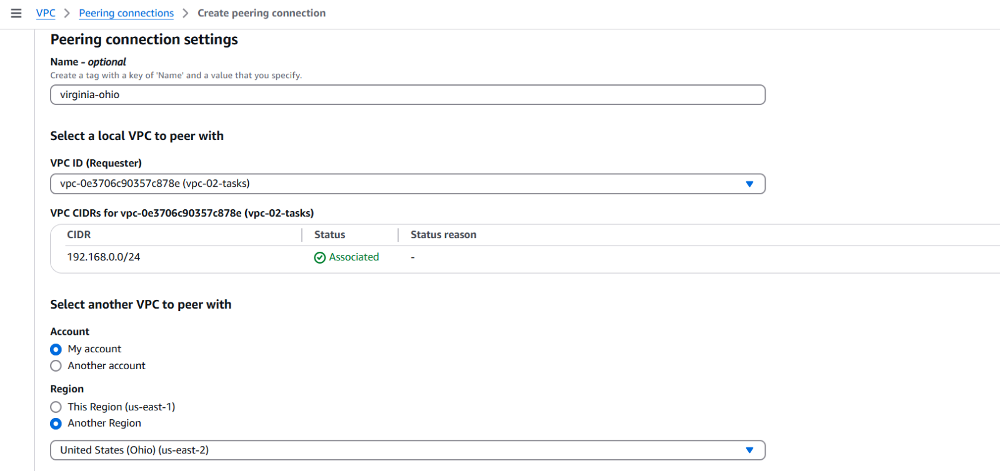 VPC > Peering connections > Create peering connection
Peering connection settings
Name - optional
Create a tag with a key of 'Name' and a value that you specify.
virginia-ohio
Select a local VPC to peer with
VPC ID (Requester)
vpc-0e3706c90357c878e (vpc-02-tasks)
VPC CIDRs for vpc-0e3706c90357c878e (vpc-02-tasks)
CIDR Status Status reason
192.168.0.0/24 Associated -
Select another VPC to peer with
Account
My account
Another account
Region
This Region (us-east-1)
Another Region
United States (Ohio) (us-east-2)